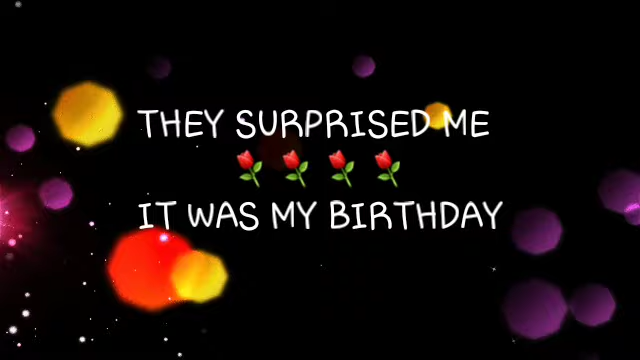 THEY SURPRISED ME
🌹 🌹 🌹 🌹
IT WAS MY BIRTHDAY